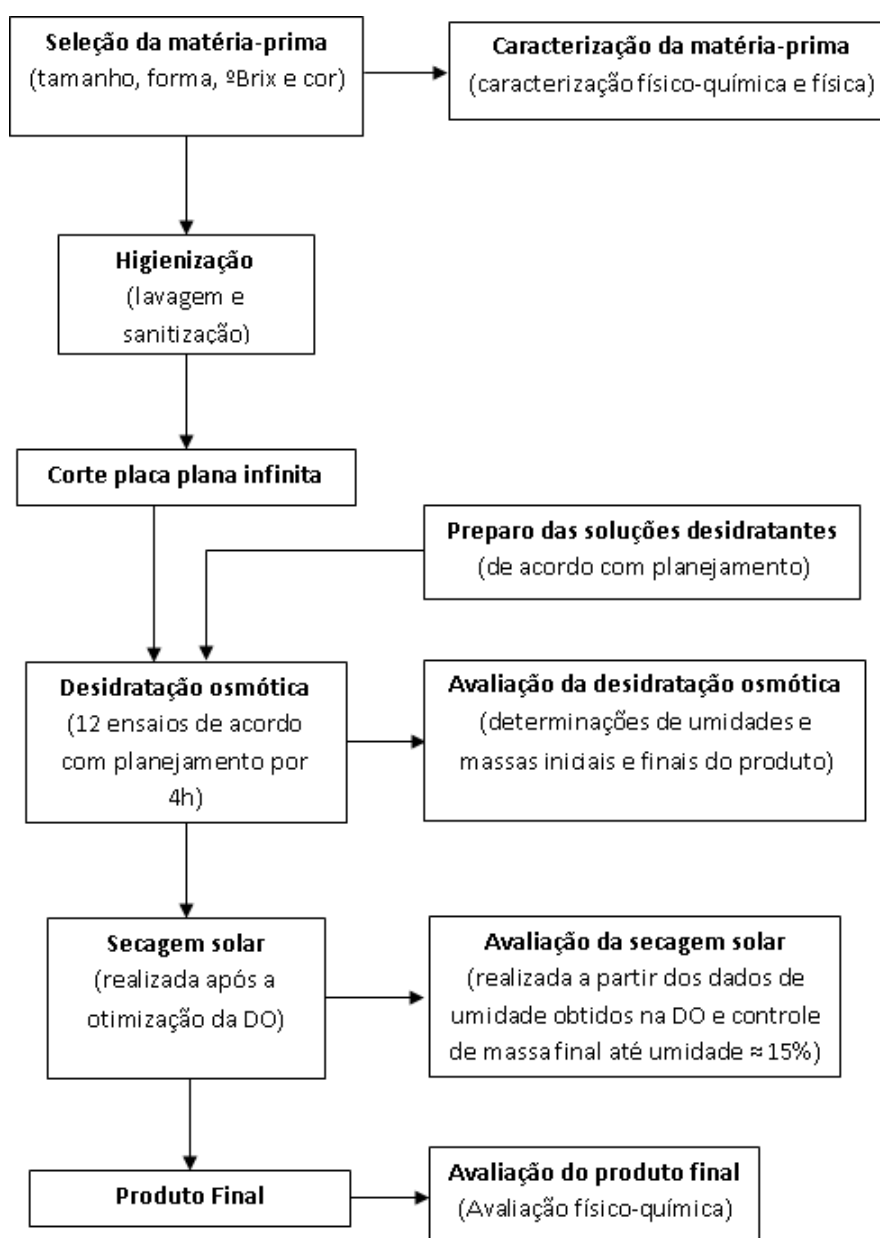 Seleção da matéria-prima
(tamanho, forma, ºBrix e cor)
Caracterização da matéria-prima
(caracterização físico-química e física)
Higienização
(lavagem e
sanitização)
Corte placa plana infinita
Preparo das soluções desidratantes
(de acordo com planejamento)
Desidratação osmótica
(12 ensaios de acordo
com planejamento por
4h)
Avaliação da desidratação osmótica
(determinações de umidades e
massas iniciais e finais do produto)
Secagem solar
(realizada após a
otimização da DO)
Avaliação da secagem solar
(realizada a partir dos dados de
umidade obtidos na DO e controle
de massa final até umidade ≈ 15%)
Produto Final
Avaliação do produto final
(Avaliação físico-química)